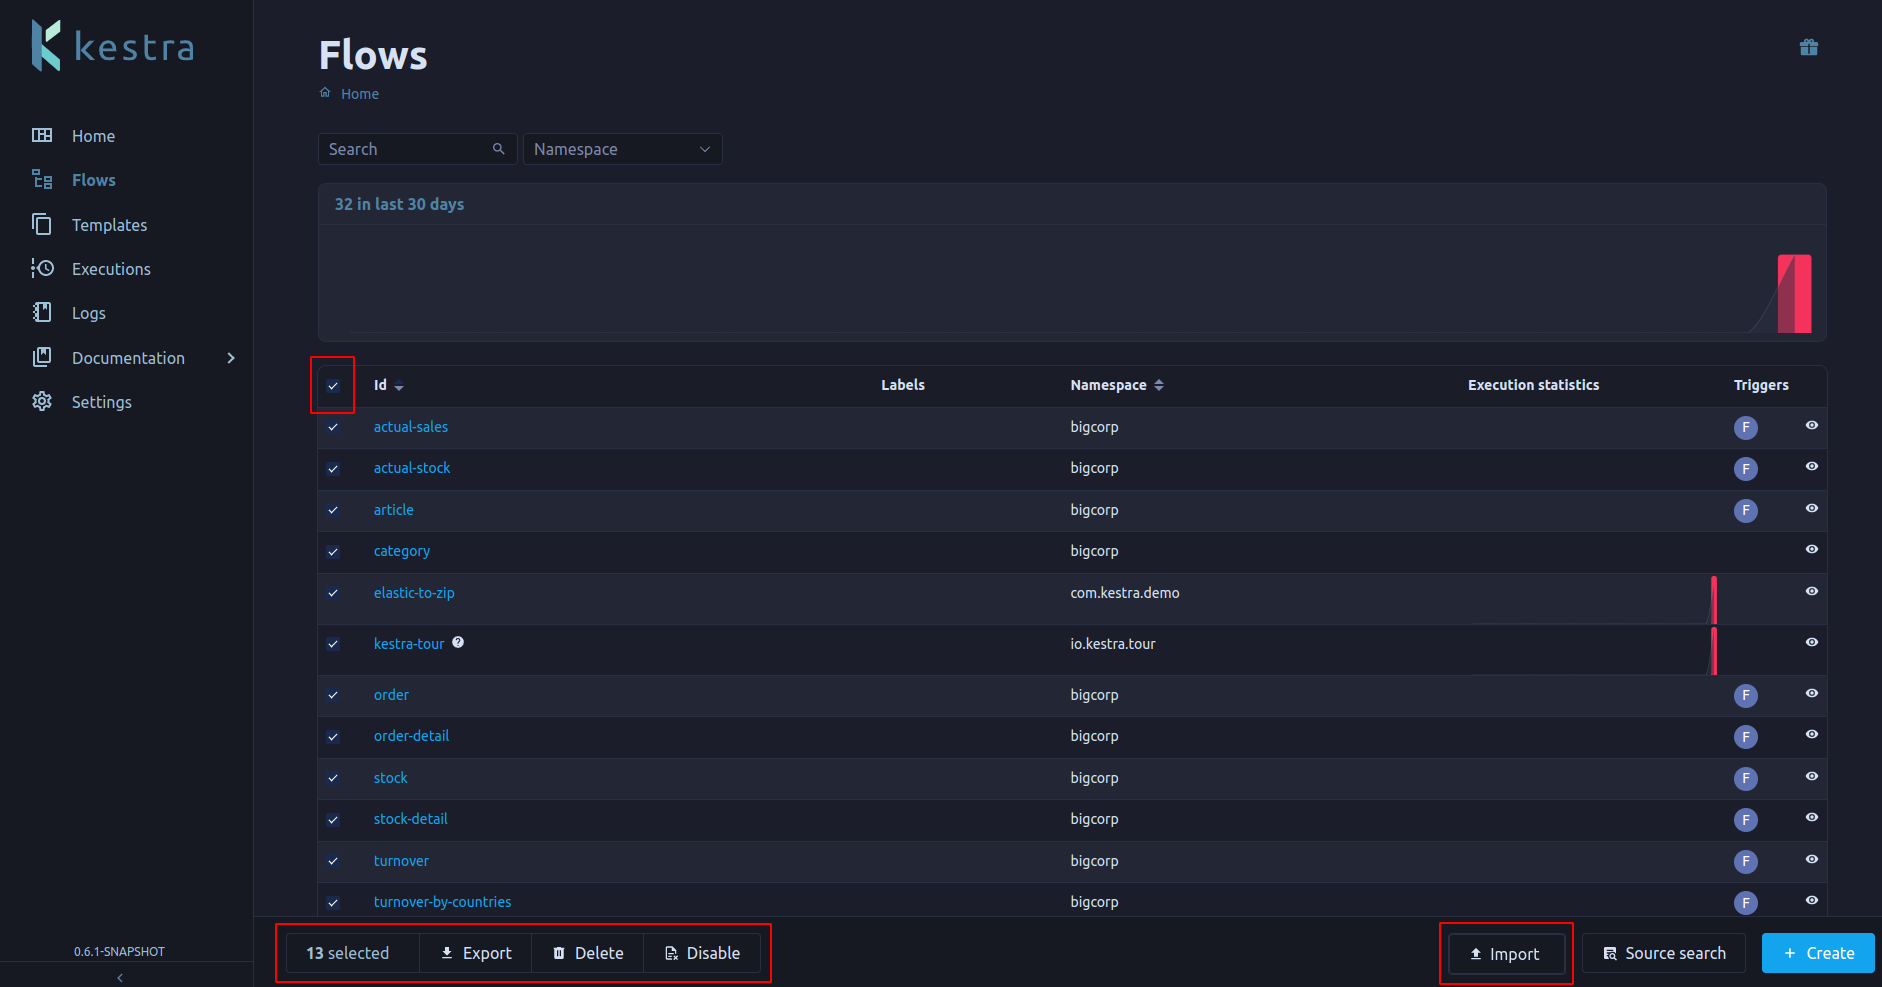 kestra
Home
Flows
Templates
Executions
Logs
Documentation
Settings
0.6.1-SNAPSHOT
Flows
Home
Search
Namespace
32 in last 30 days
Id Labels Namespace Execution statistics Triggers
actual-sales bigcorp F
actual-stock bigcorp F
article bigcorp F
category bigcorp
elastic-to-zip com.kestra.demo
kestra-tour ? io.kestra.tour
order bigcorp F
order-detail bigcorp F
stock bigcorp F
stock-detail bigcorp F
turnover bigcorp F
turnover-by-countries bigcorp F
13 selected Export Delete Disable Import Source search + Create